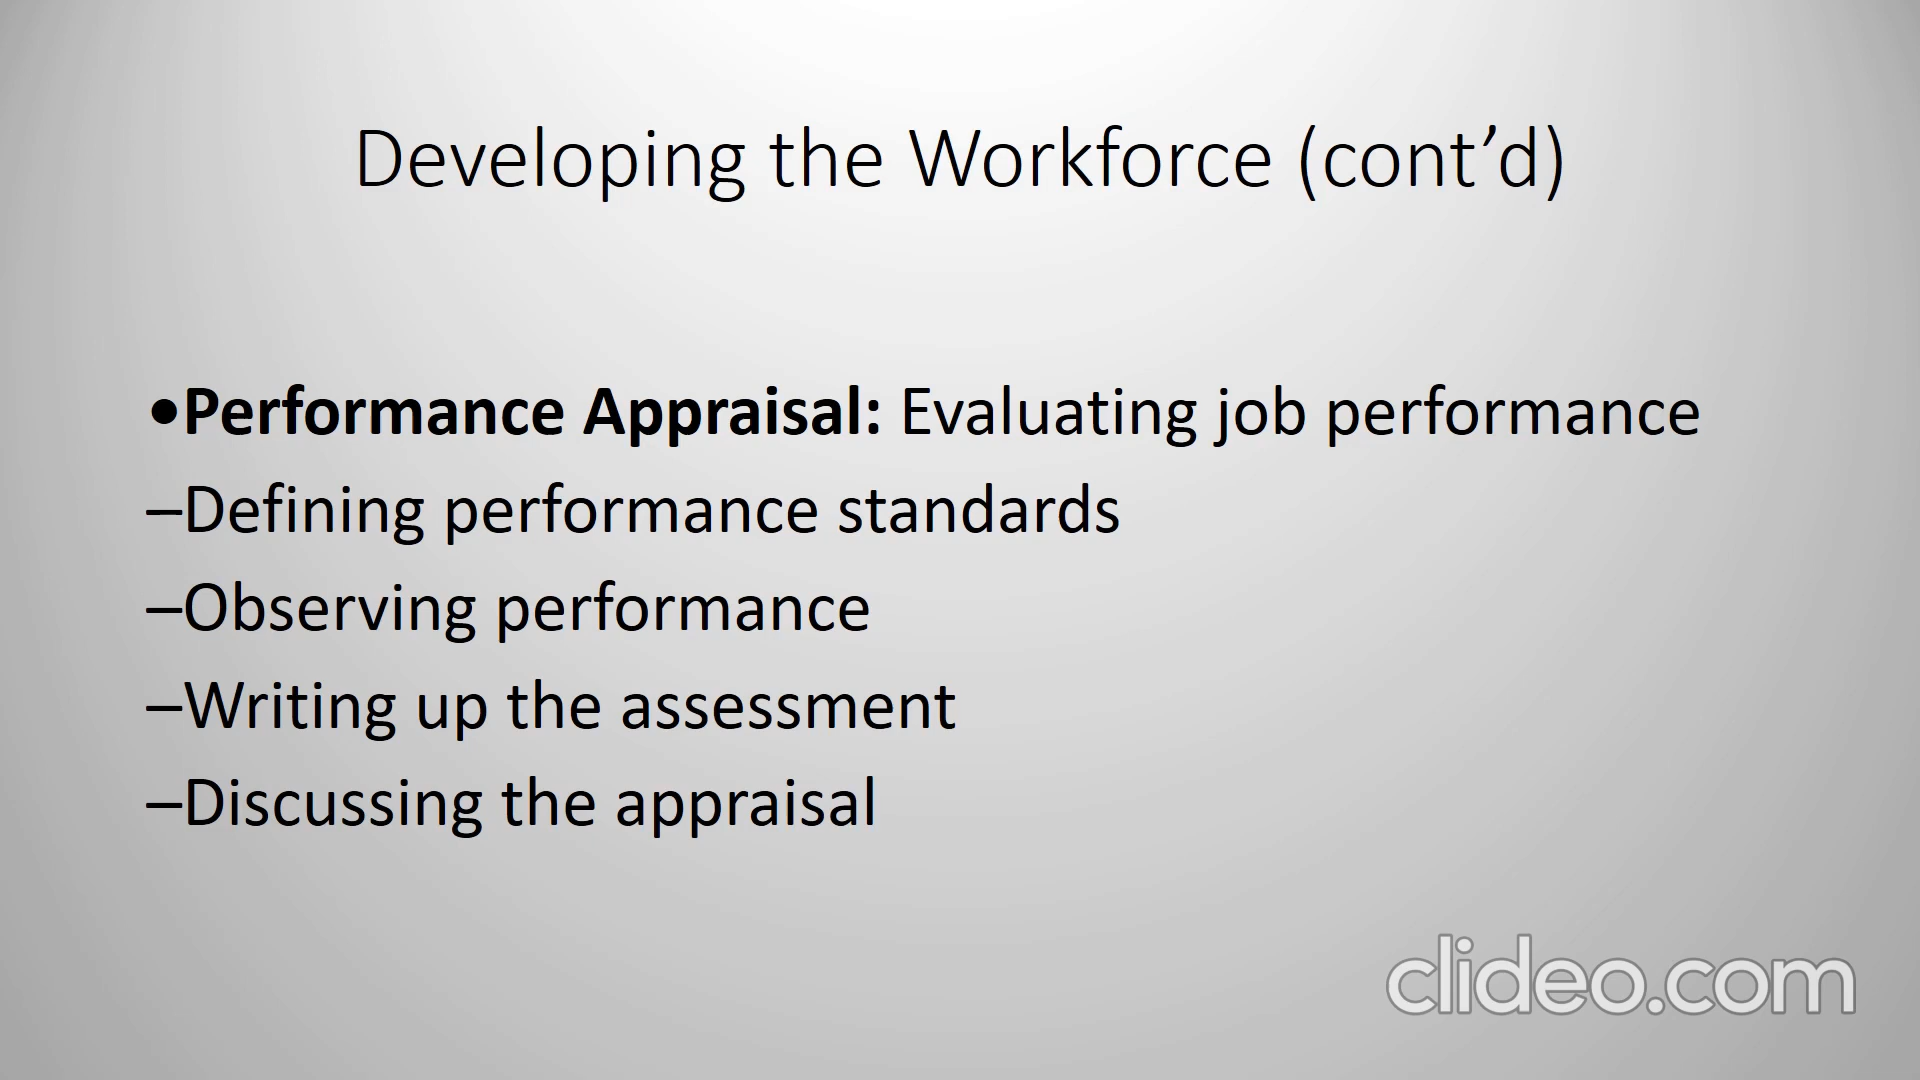 Developing the Workforce (cont’d)
•Performance Appraisal: Evaluating job performance
–Defining performance standards
–Observing performance
–Writing up the assessment
–Discussing the appraisal
clideo.com